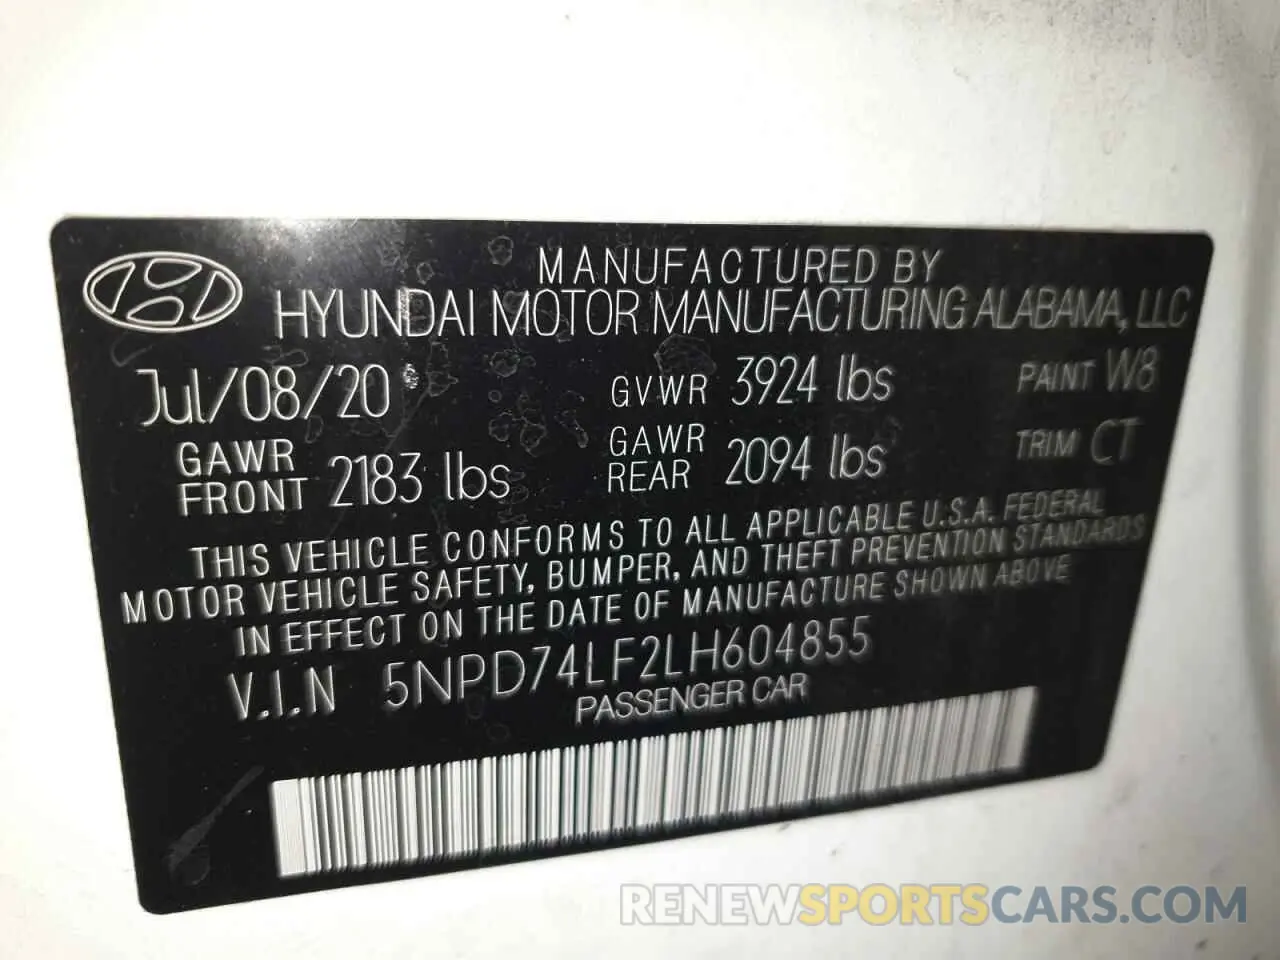 MANUFACTURED BY
HYUNDAI MOTOR MANUFACTURING ALABAMA, LLC
Jul/08/20 GVWR 3924 lbs PAINT W8
GAWR FRONT 2183 lbs GAWR REAR 2094 lbs TRIM CT
THIS VEHICLE CONFORMS TO ALL APPLICABLE U.S.A. FEDERAL
MOTOR VEHICLE SAFETY, BUMPER, AND THEFT PREVENTION STANDARDS
IN EFFECT ON THE DATE OF MANUFACTURE SHOWN ABOVE
V.I.N 5NPD74LF2LH604855
PASSENGER CAR
RENEWSPORTSCARS.COM